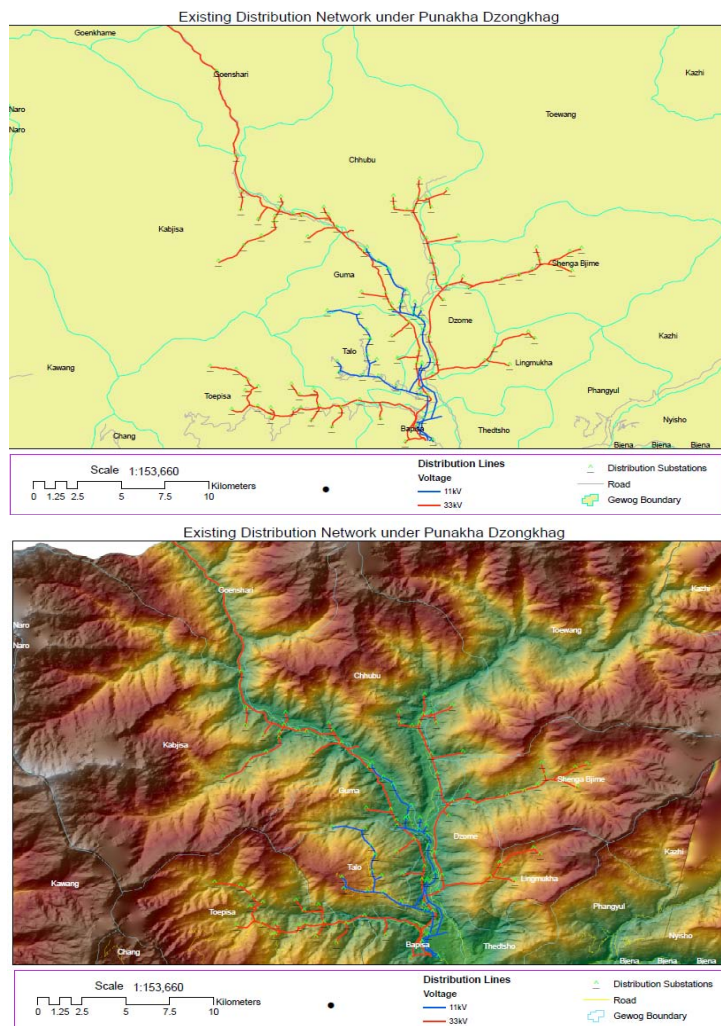 Existing Distribution Network under Punakha Dzongkhag
Goenkhame
Goenshari
Kazhi
Naro
Toewang
Naro
Chhubu
Kabjisa
Shenga Bjime
Guma
Dzome
Kazhi
Talo
Lingmukha
Kawang
Toepisa
Phangyul
Nyisho
Bapisa
Thedtsho
Chang
Biena Biena Biena
Scale 1:153,660
Kilometers
0 1.25 2.5 5 7.5 10
Distribution Lines
Voltage
11kV
33kV
Distribution Substations
Road
Gewog Boundary
Existing Distribution Network under Punakha Dzongkhag
Goenshari
Kazhi
Naro
Toewang
Naro
Chhubu
Kabjisa
Shenga Bjime
Guma
Dzome
Kazhi
Talo
Lingmukha
Kawang
Toepisa
Phangyul
Nyisho
Bapisa
Thedtsho
Chang
Biena Biena Biena
Scale 1:153,660
Kilometers
0 1.25 2.5 5 7.5 10
Distribution Lines
Voltage
11kV
33kV
Distribution Substations
Road
Gewog Boundary